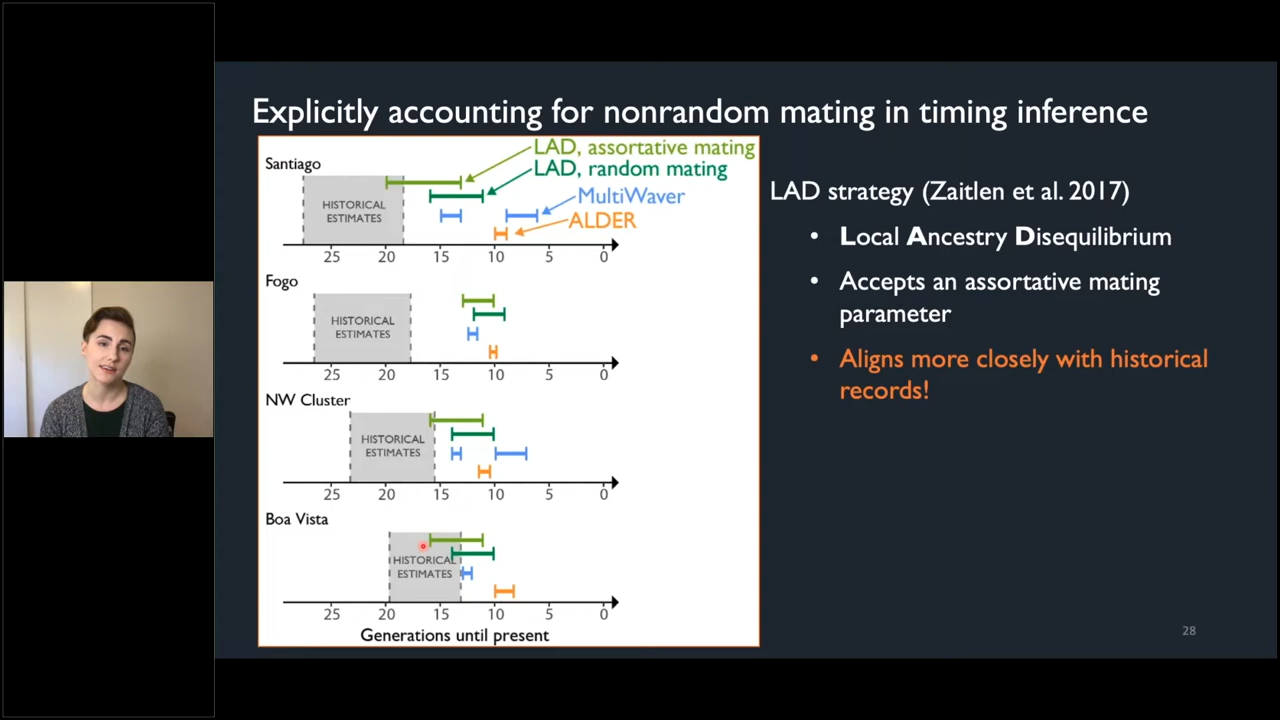 Explicitly accounting for nonrandom mating in timing inference
Santiago
LAD, assortative mating
LAD, random mating
MultiWaver
ALDER
HISTORICAL
ESTIMATES
25 20 15 10 5 0
Fogo
HISTORICAL
ESTIMATES
25 20 15 10 5 0
NW Cluster
HISTORICAL
ESTIMATES
25 20 15 10 5 0
Boa Vista
HISTORICAL
ESTIMATES
25 20 15 10 5 0
Generations until present
LAD strategy (Zaitlen et al. 2017)
• Local Ancestry Disequilibrium
• Accepts an assortative mating
parameter
• Aligns more closely with historical
records!
28